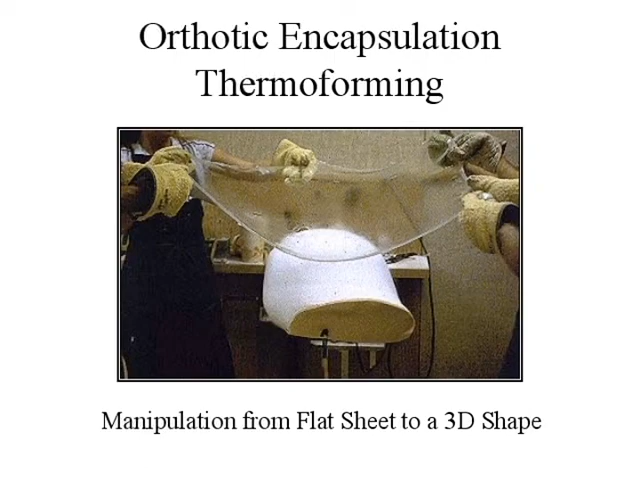 Orthotic Encapsulation
Thermoforming
Manipulation from Flat Sheet to a 3D Shape